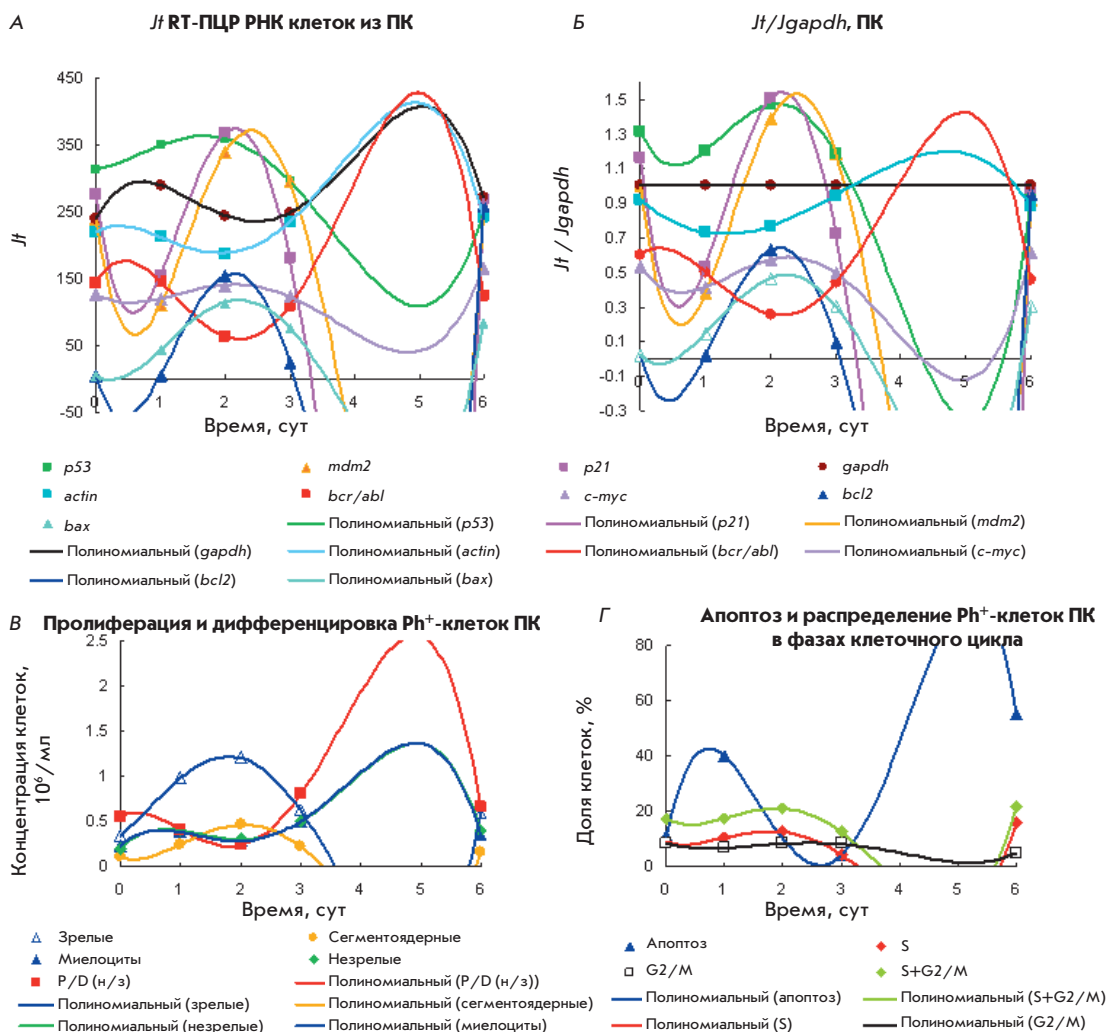 А
Jt RT-ПЦР РНК клеток из ПК
Jt
450
350
250
150
50
-50
0 1 2 3 4 5 6
Время, сут
Б
Jt/Jgapdh, ПК
Jt / Jgapdh
1.5
1.3
1.1
0.9
0.7
0.5
0.3
0.1
-0.1
-0.3
0 1 2 3 4 5 6
Время, сут
p53
mdm2
p21
gapdh
actin
bcr/abl
c-myc
bcl2
bax
Полиномиальный (p53)
Полиномиальный (p21)
Полиномиальный (mdm2)
Полиномиальный (gapdh)
Полиномиальный (actin)
Полиномиальный (bcr/abl)
Полиномиальный (c-myc)
Полиномиальный (bcl2)
Полиномиальный (bax)
В
Пролиферация и дифференцировка Ph⁺-клеток ПК
Концентрация клеток,
10⁶/мл
2.5
2
1.5
1
0.5
0
0 1 2 3 4 5 6
Время, сут
Зрелые
Сегментоядерные
Миелоциты
Незрелые
P/D (н/з)
Полиномиальный (P/D (н/з))
Полиномиальный (зрелые)
Полиномиальный (сегментоядерные)
Полиномиальный (незрелые)
Полиномиальный (миелоциты)
Г
Апоптоз и распределение Ph⁺-клеток ПК
в фазах клеточного цикла
Доля клеток, %
80
60
40
20
0
0 1 2 3 4 5 6
Время, сут
Апоптоз
S
G2/M
S+G2/M
Полиномиальный (апоптоз)
Полиномиальный (S+G2/M)
Полиномиальный (S)
Полиномиальный (G2/M)